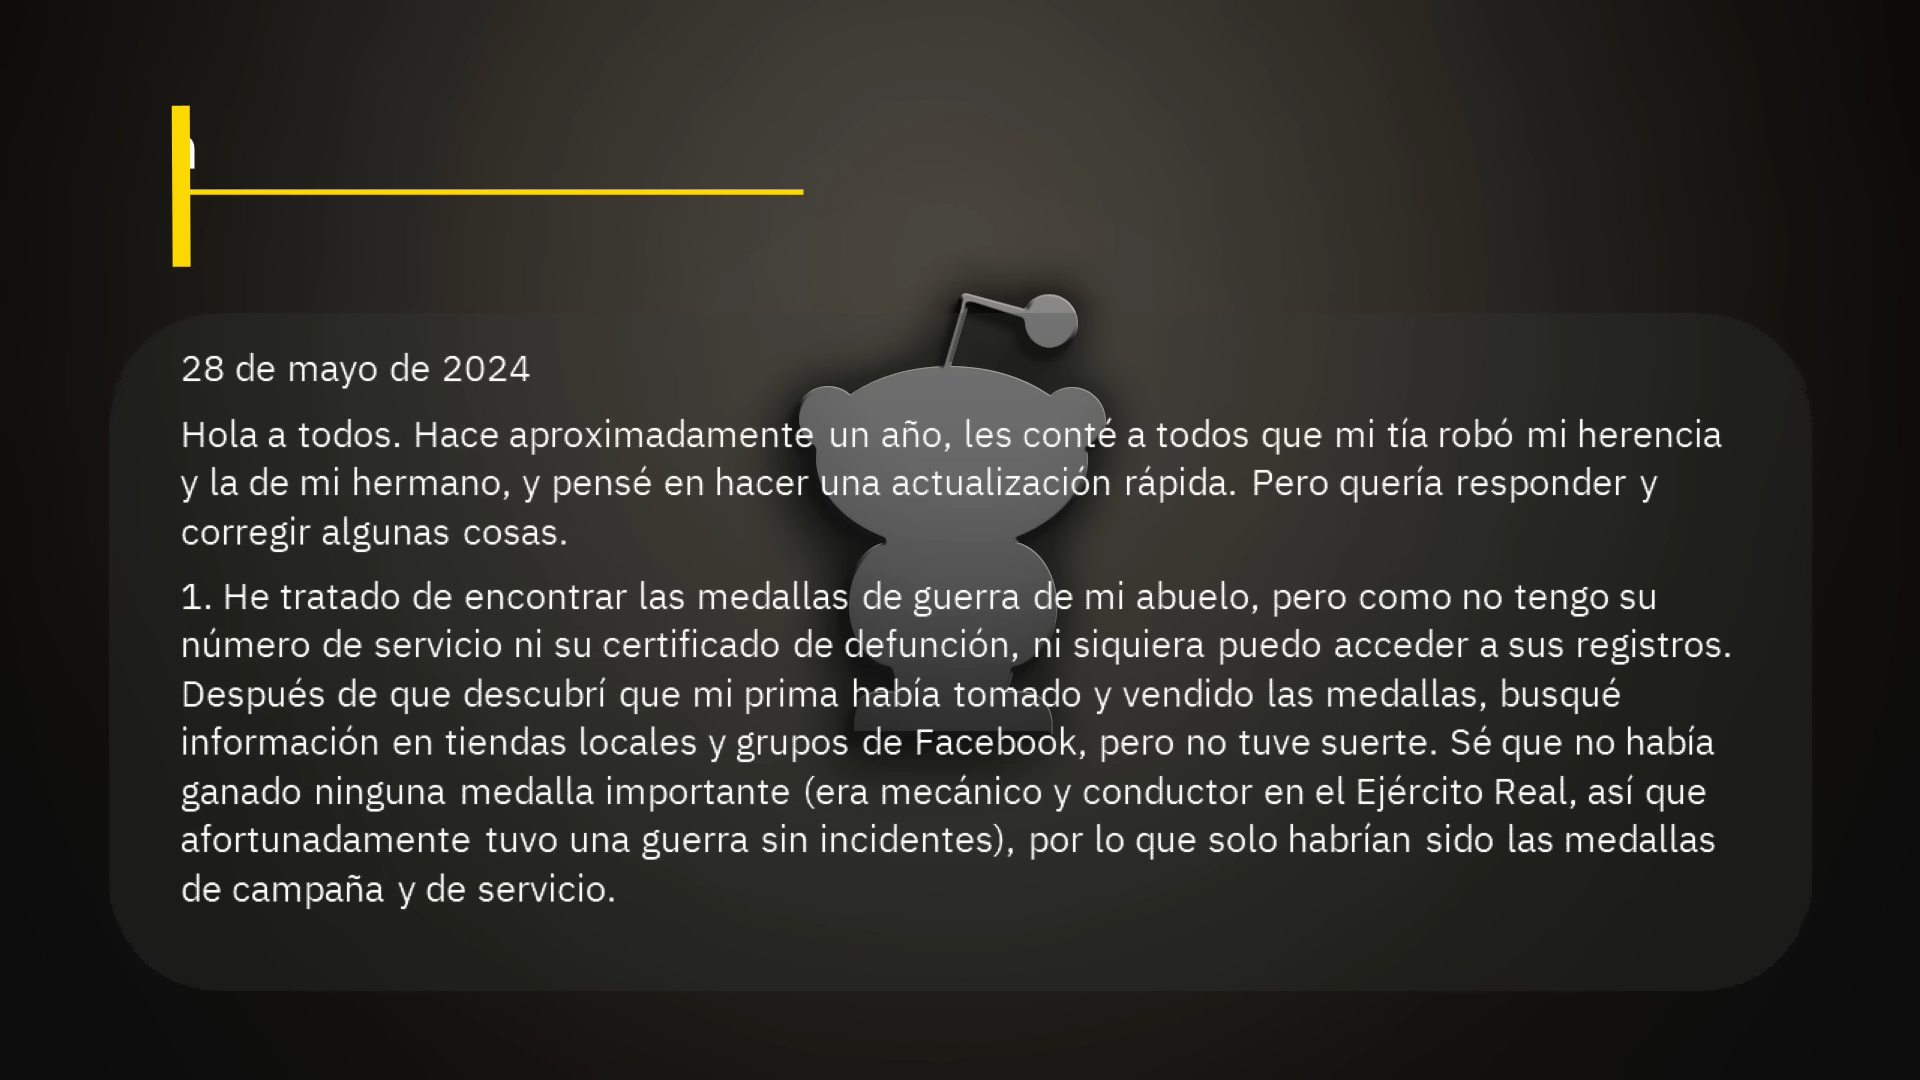 28 de mayo de 2024
Hola a todos. Hace aproximadamente un año, les conté a todos que mi tía robó mi herencia
y la de mi hermano, y pensé en hacer una actualización rápida. Pero quería responder y
corregir algunas cosas.
1. He tratado de encontrar las medallas de guerra de mi abuelo, pero como no tengo su
número de servicio ni su certificado de defunción, ni siquiera puedo acceder a sus registros.
Después de que descubrí que mi prima había tomado y vendido las medallas, busqué
información en tiendas locales y grupos de Facebook, pero no tuve suerte. Sé que no había
ganado ninguna medalla importante (era mecánico y conductor en el Ejército Real, así que
afortunadamente tuvo una guerra sin incidentes), por lo que solo habrían sido las medallas
de campaña y de servicio.